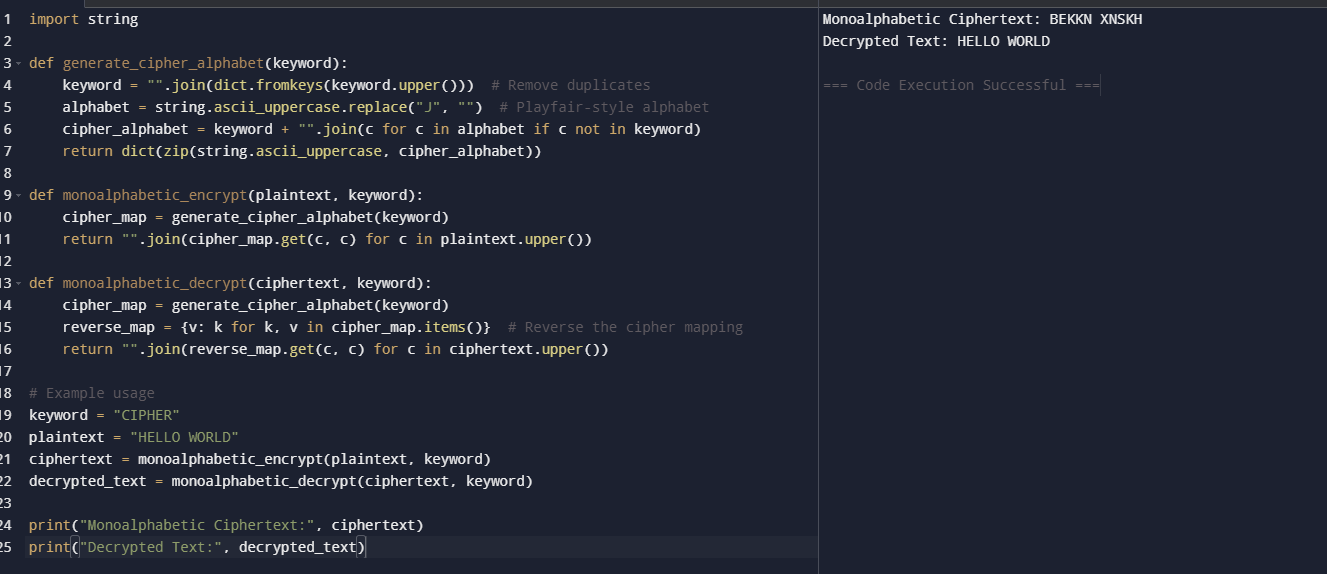 1 import string
2
3 def generate_cipher_alphabet(keyword):
4     keyword = "".join(dict.fromkeys(keyword.upper()))  # Remove duplicates
5     alphabet = string.ascii_uppercase.replace("J", "")  # Playfair-style alphabet
6     cipher_alphabet = keyword + "".join(c for c in alphabet if c not in keyword)
7     return dict(zip(string.ascii_uppercase, cipher_alphabet))
8
9 def monoalphabetic_encrypt(plaintext, keyword):
10     cipher_map = generate_cipher_alphabet(keyword)
11     return "".join(cipher_map.get(c, c) for c in plaintext.upper())
12
13 def monoalphabetic_decrypt(ciphertext, keyword):
14     cipher_map = generate_cipher_alphabet(keyword)
15     reverse_map = {v: k for k, v in cipher_map.items()}  # Reverse the cipher mapping
16     return "".join(reverse_map.get(c, c) for c in ciphertext.upper())
17
18 # Example usage
19 keyword = "CIPHER"
20 plaintext = "HELLO WORLD"
21 ciphertext = monoalphabetic_encrypt(plaintext, keyword)
22 decrypted_text = monoalphabetic_decrypt(ciphertext, keyword)
23
24 print("Monoalphabetic Ciphertext:", ciphertext)
25 print("Decrypted Text:", decrypted_text)
Monoalphabetic Ciphertext: BEKKN XNSKH
Decrypted Text: HELLO WORLD
=== Code Execution Successful ===